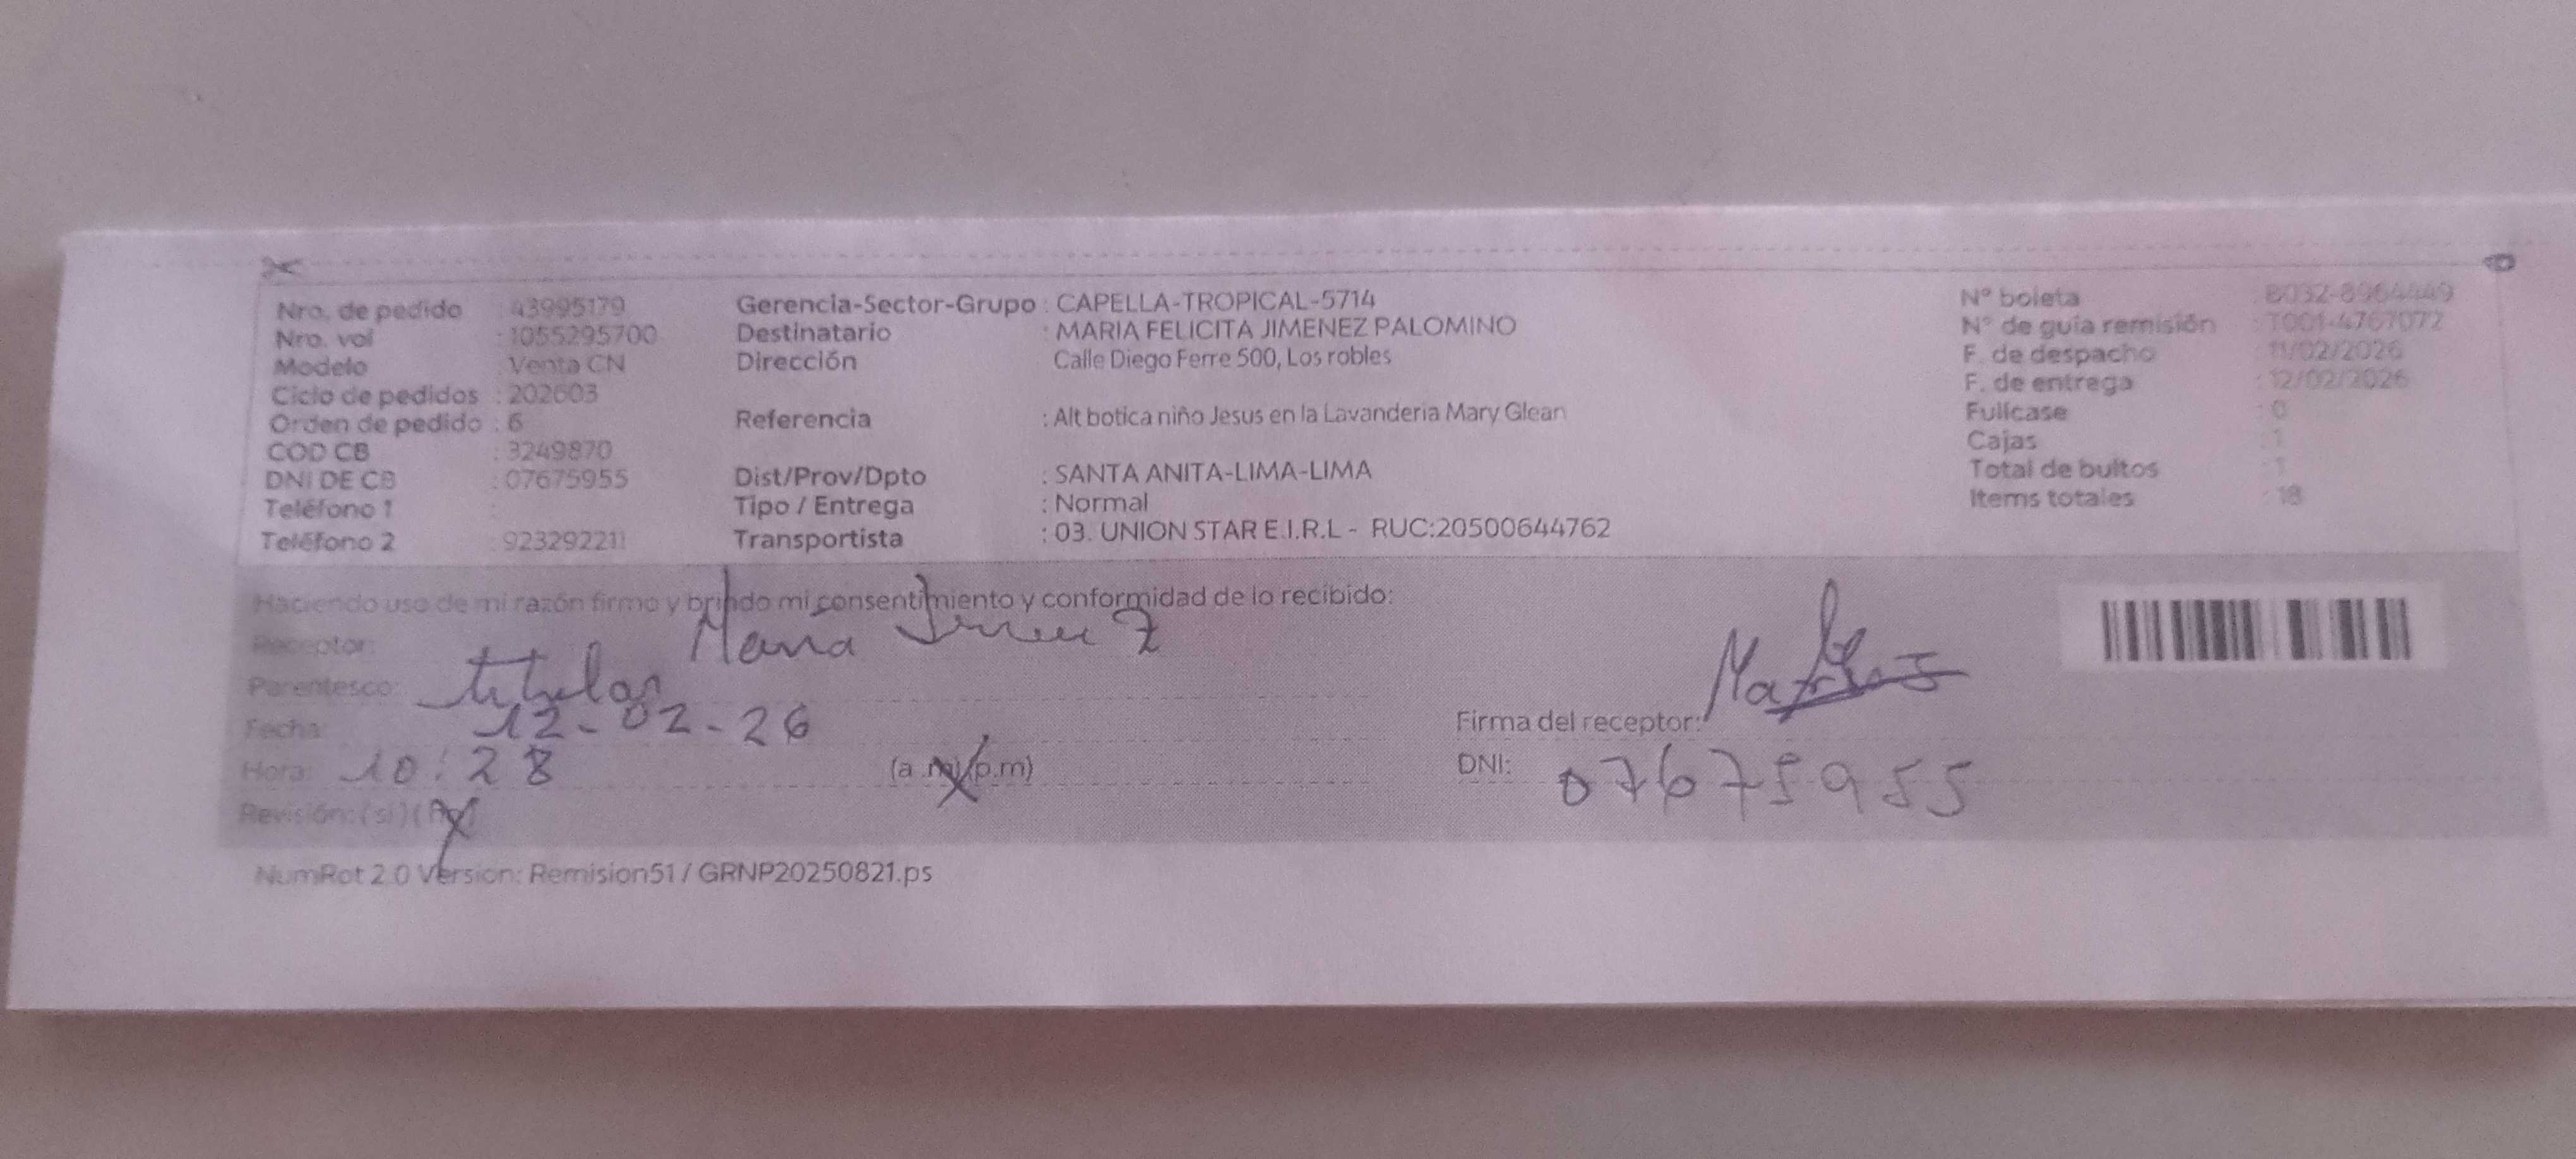 Nro. de pedido : 43995179
Nro. vol : 1055295700
Modelo Venta CN
Ciclo de pedidos : 202603
Orden de pedido : 6
COD CB : 3249870
DNI DE CB : 07675955
Teléfono 1 :
Teléfono 2 : 923292211
Gerencia-Sector-Grupo : CAPELLA-TROPICAL-5714
Destinatario : MARIA FELICITA JIMENEZ PALOMINO
Dirección Calle Diego Ferre 500, Los robles
Referencia : Alt botica niño Jesus en la Lavanderia Mary Glean
Dist/Prov/Dpto : SANTA ANITA-LIMA-LIMA
Tipo / Entrega : Normal
Transportista : 03. UNION STAR E.I.R.L - RUC:20500644762
N° boleta : B032-8964449
N° de guía remisión : T001-4767072
F. de despacho : 11/02/2026
F. de entrega : 12/02/2026
Fullcase : 0
Cajas : 1
Total de bultos : 1
Items totales : 18
Haciendo uso de mi razón firmo y brindo mi consentimiento y conformidad de lo recibido:
Receptor: Maria
Parentesco: titular
Fecha: 12-02-26
Hora: 10:28 (a.m)(p.m)
Revisión: (si) (no)
Firma del receptor:
DNI: 07675955
NumRot 2.0 Version: Remision51 / GRNP20250821.ps